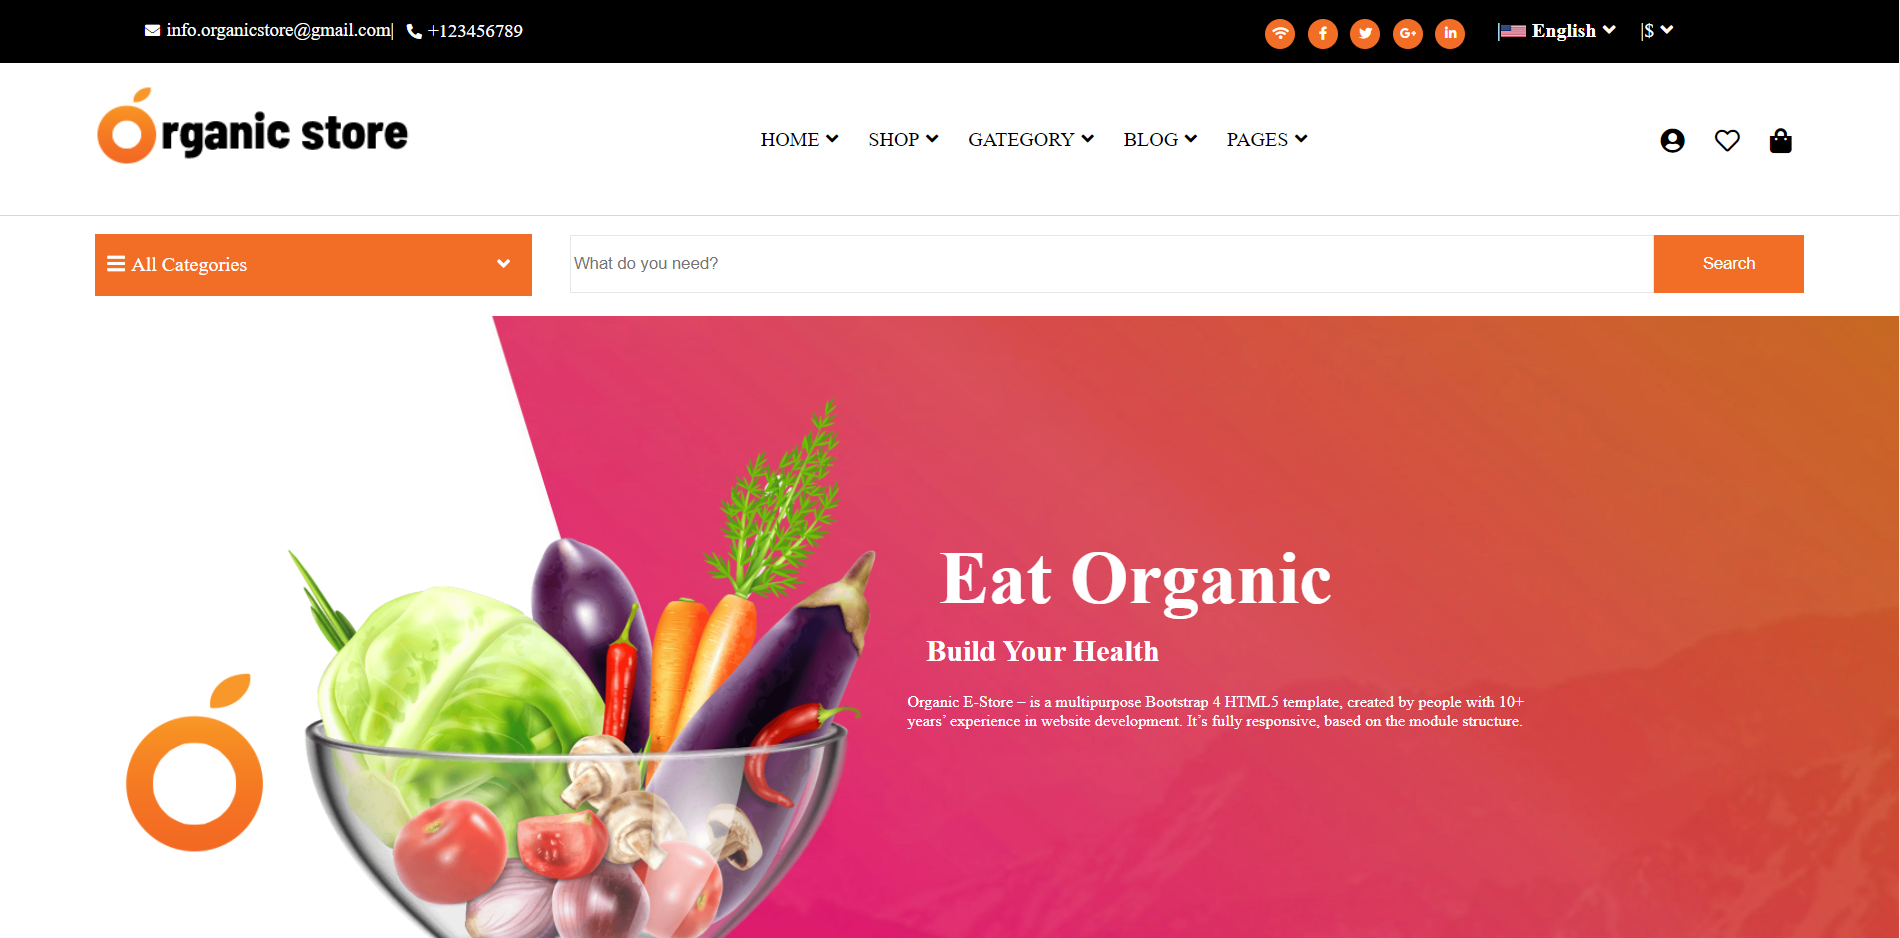 info.organicstore@gmail.com| +123456789 |English |$
Organic store
HOME SHOP GATEGORY BLOG PAGES
All Categories What do you need? Search
Eat Organic
Build Your Health
Organic E-Store – is a multipurpose Bootstrap 4 HTML5 template, created by people with 10+
years’ experience in website development. It’s fully responsive, based on the module structure.